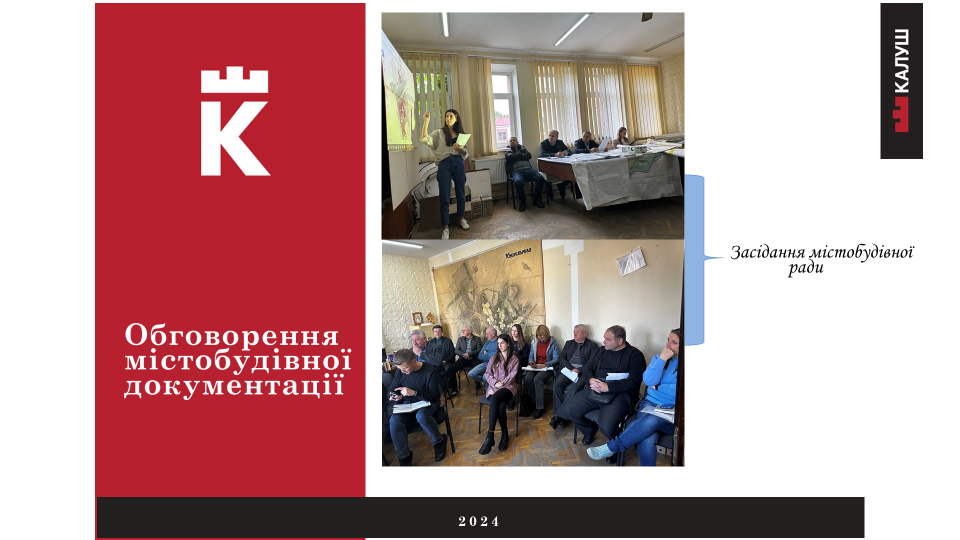 К
Обговорення
містобудівної
документації
КАЛУШ
Засідання містобудівної
ради
2024